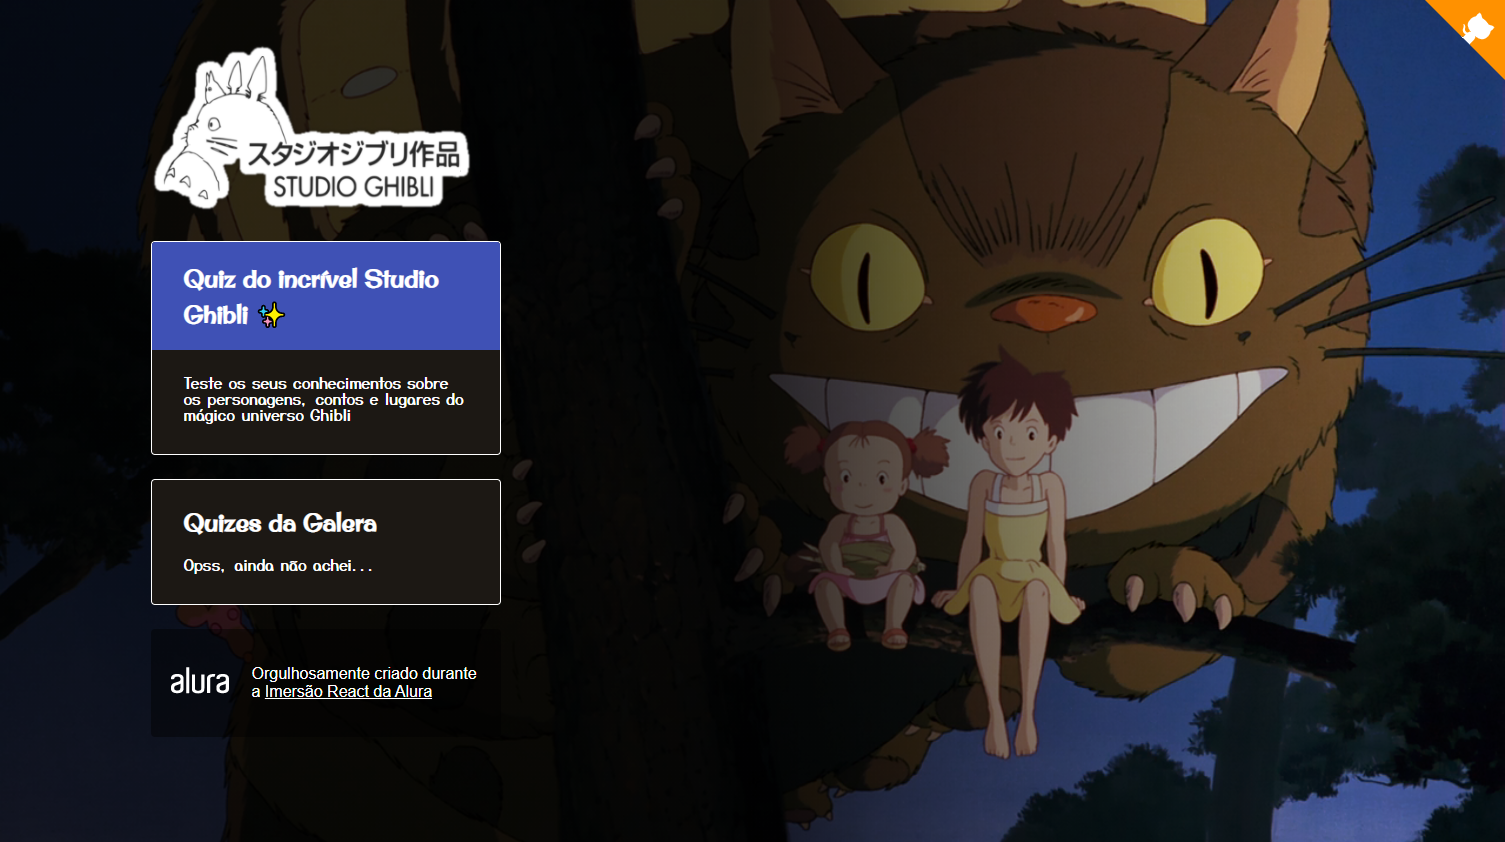 スタジオジブリ作品
STUDIO GHIBLI
Quiz do incrível Studio
Ghibli ✨
Teste os seus conhecimentos sobre
os personagens, contos e lugares do
mágico universo Ghibli
Quizes da Galera
Opss, ainda não achei...
alura
Orgulhosamente criado durante
a Imersão React da Alura